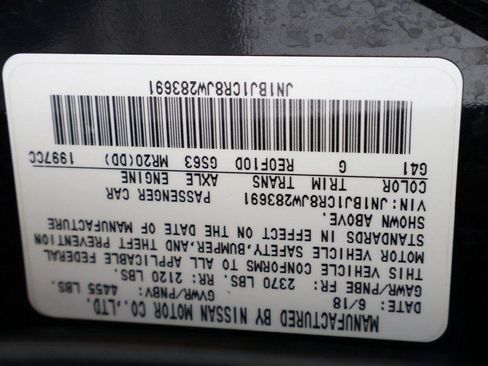 MANUFACTURED BY NISSAN MOTOR CO.,LTD.
DATE: 6/18 GVWR/PNBV: 4455 LBS.
GAWR/PNBE FR: 2370 LBS. RR: 2120 LBS.
THIS VEHICLE CONFORMS TO ALL APPLICABLE FEDERAL
MOTOR VEHICLE SAFETY, BUMPER, AND THEFT PREVENTION
STANDARDS IN EFFECT ON THE DATE OF MANUFACTURE
SHOWN ABOVE.
VIN: JN1BJ1CR8JW283691 PASSENGER CAR
COLOR TRIM TRANS AXLE ENGINE
G41 G RE0F10D GS63 MR20(DD) 1997CC
JN1BJ1CR8JW283691